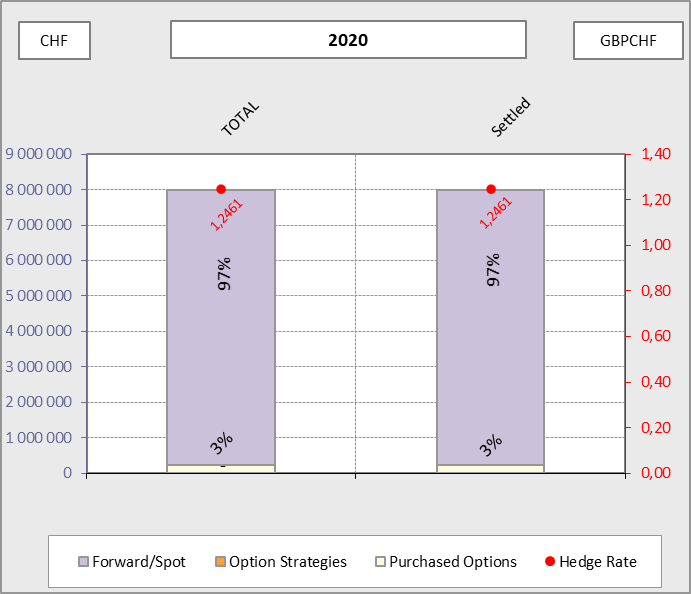 CHF
2020
GBPCHF
TOTAL
Settled
9 000 000
8 000 000
7 000 000
6 000 000
5 000 000
4 000 000
3 000 000
2 000 000
1 000 000
0
1,2461
97%
3%
1,2461
97%
3%
1,40
1,20
1,00
0,80
0,60
0,40
0,20
0,00
Forward/Spot
Option Strategies
Purchased Options
Hedge Rate